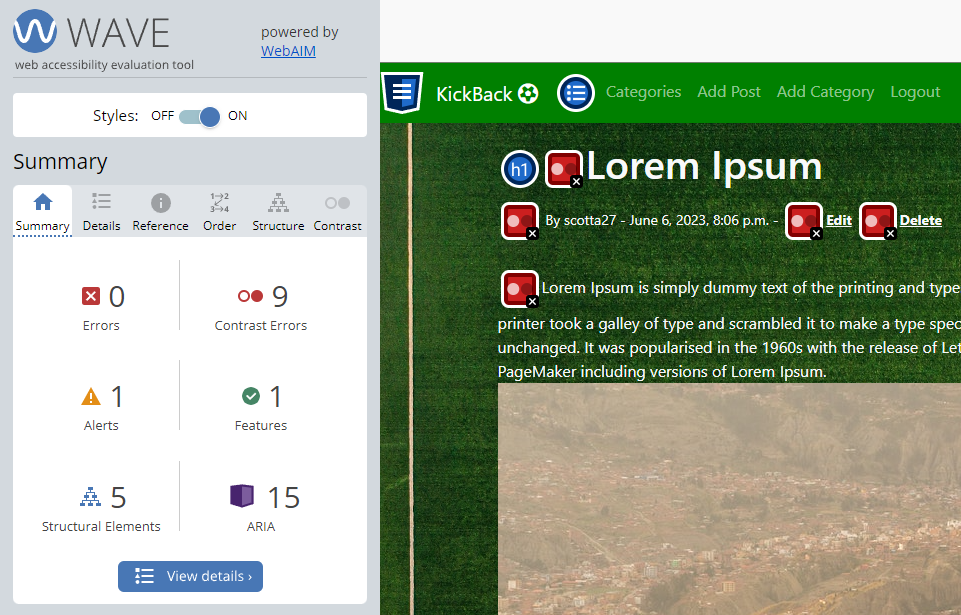 WAVE
powered by
WebAIM
web accessibility evaluation tool
Styles: OFF ON
Summary
Summary Details Reference Order Structure Contrast
0 9
Errors Contrast Errors
1 1
Alerts Features
5 15
Structural Elements ARIA
View details ›
KickBack Categories Add Post Add Category Logout
h1 Lorem Ipsum
By scotta27 - June 6, 2023, 8:06 p.m. - Edit Delete
Lorem Ipsum is simply dummy text of the printing and type
printer took a galley of type and scrambled it to make a type spec
unchanged. It was popularised in the 1960s with the release of Let
PageMaker including versions of Lorem Ipsum.